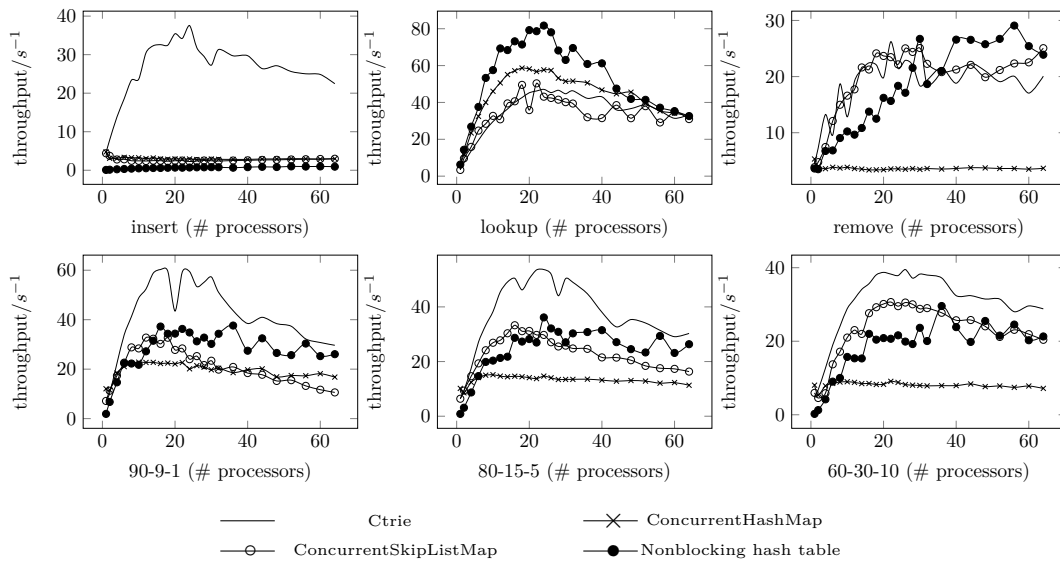 throughput/s⁻¹
40
30
20
10
0
0 20 40 60
insert (# processors)
throughput/s⁻¹
80
60
40
20
0
0 20 40 60
lookup (# processors)
throughput/s⁻¹
30
20
10
0 20 40 60
remove (# processors)
throughput/s⁻¹
60
40
20
0
0 20 40 60
90-9-1 (# processors)
throughput/s⁻¹
40
20
0
0 20 40 60
80-15-5 (# processors)
throughput/s⁻¹
40
20
0
0 20 40 60
60-30-10 (# processors)
Ctrie
ConcurrentHashMap
ConcurrentSkipListMap
Nonblocking hash table